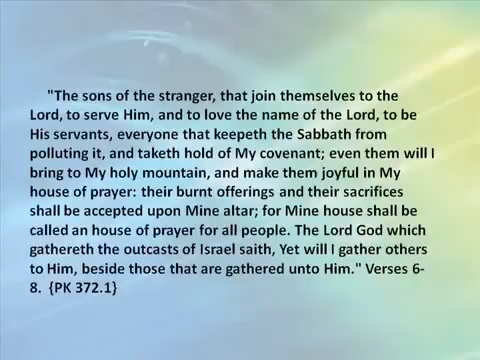 "The sons of the stranger, that join themselves to the
Lord, to serve Him, and to love the name of the Lord, to be
His servants, everyone that keepeth the Sabbath from
polluting it, and taketh hold of My covenant; even them will I
bring to My holy mountain, and make them joyful in My
house of prayer: their burnt offerings and their sacrifices
shall be accepted upon Mine altar; for Mine house shall be
called an house of prayer for all people. The Lord God which
gathereth the outcasts of Israel saith, Yet will I gather others
to Him, beside those that are gathered unto Him." Verses 6-
8. {PK 372.1}